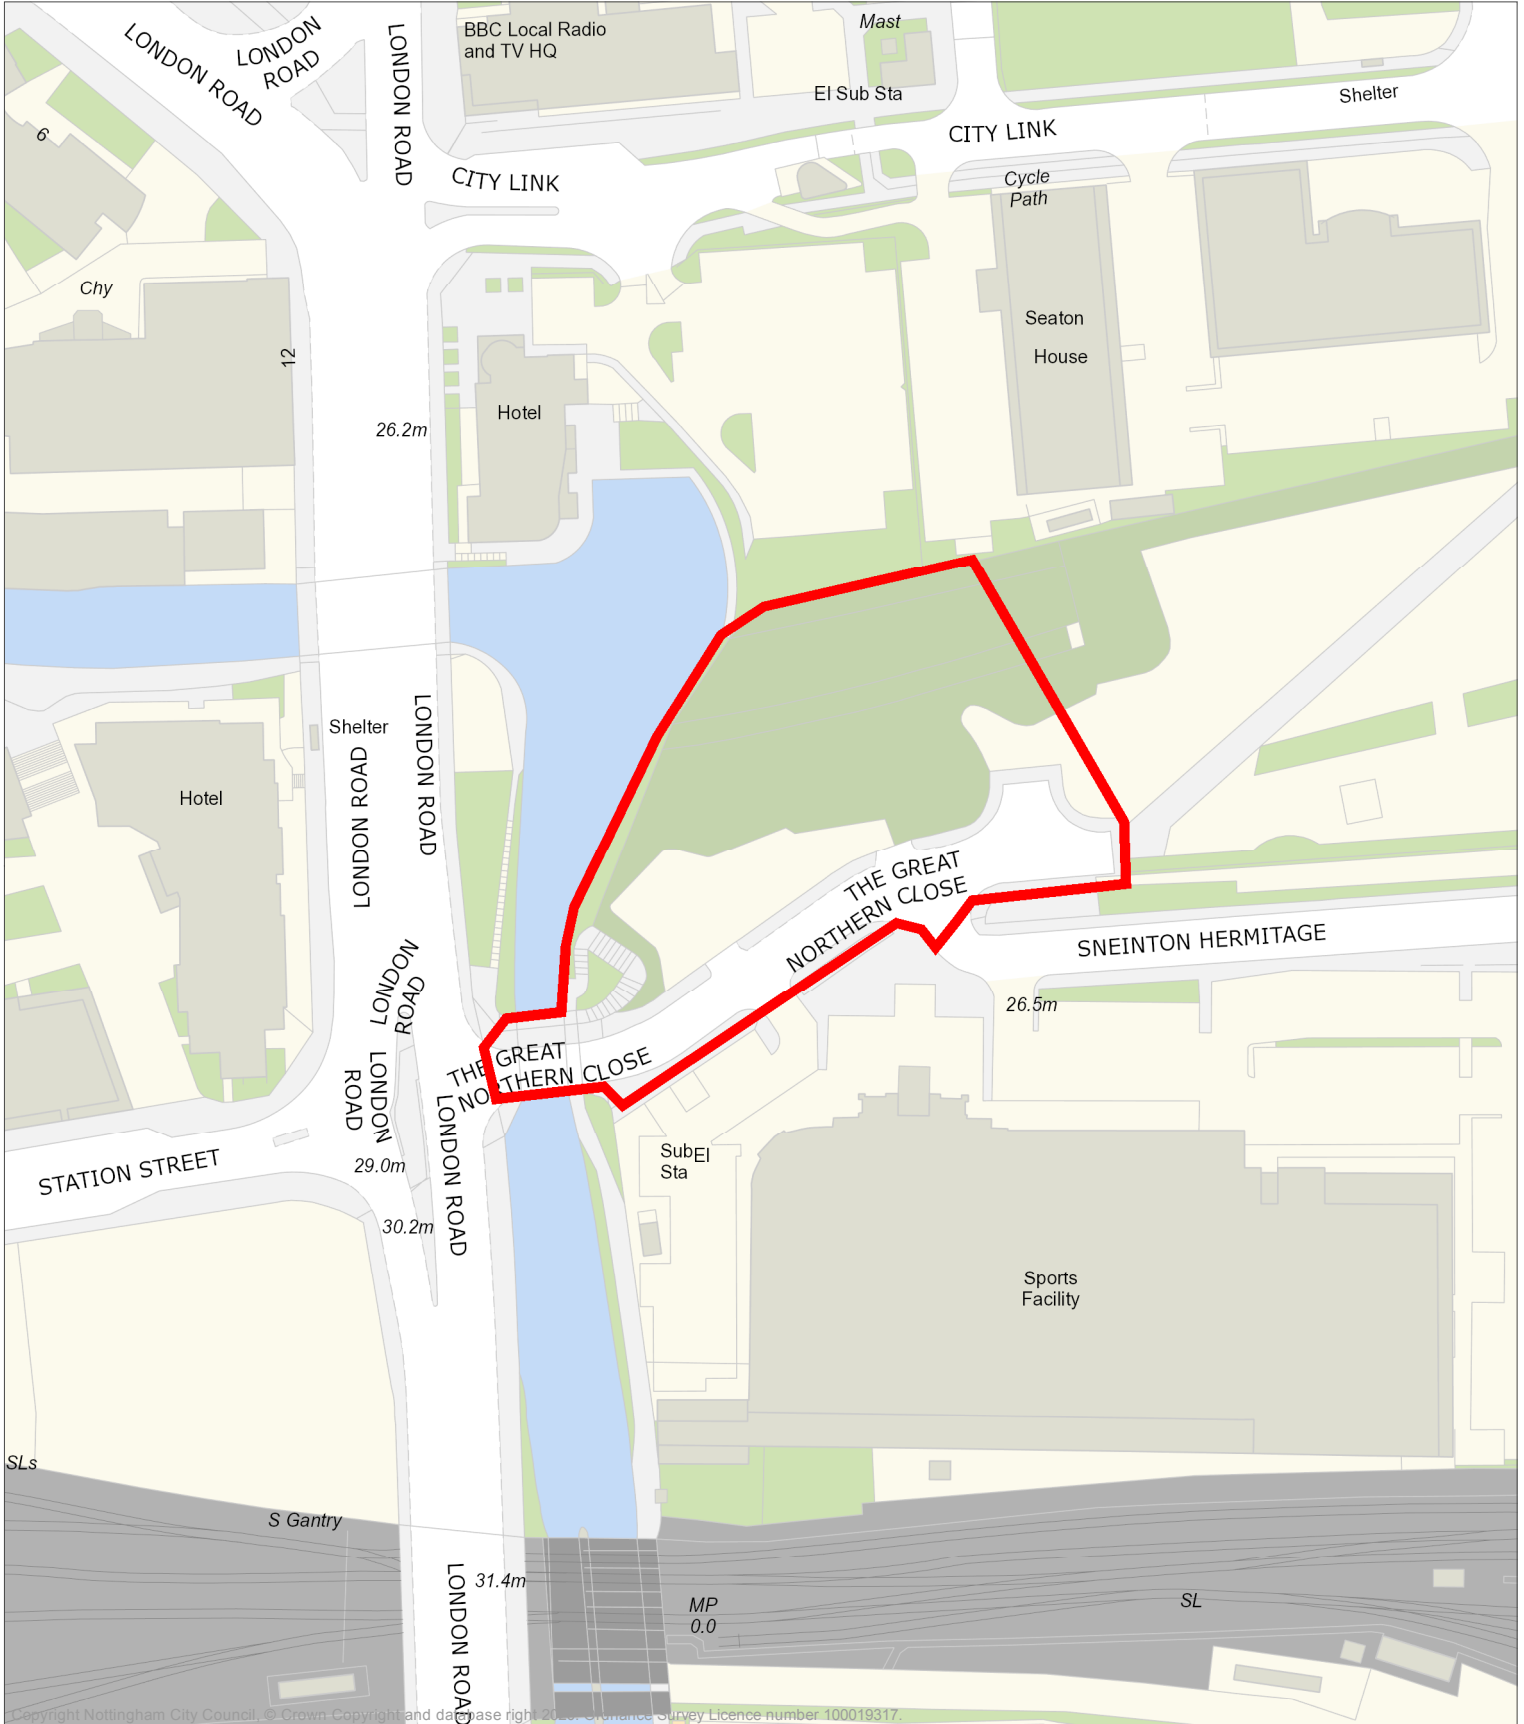 LONDON ROAD
LONDON
ROAD
LONDON ROAD
BBC Local Radio
and TV HQ
Mast
El Sub Sta
Shelter
CITY LINK
CITY LINK
6
Cycle
Path
Chy
12
Seaton
House
Hotel
26.2m
LONDON ROAD
Shelter
LONDON ROAD
Hotel
THE GREAT
NORTHERN CLOSE
SNEINTON HERMITAGE
LONDON
ROAD
26.5m
THE GREAT
NORTHERN CLOSE
LONDON
ROAD
LONDON ROAD
Sub El
Sta
STATION STREET
29.0m
30.2m
Sports
Facility
SLs
S Gantry
31.4m
LONDON ROAD
MP
0.0
SL
Copyright Nottingham City Council, © Crown Copyright and database right Ordnance Survey Licence number 100019317.